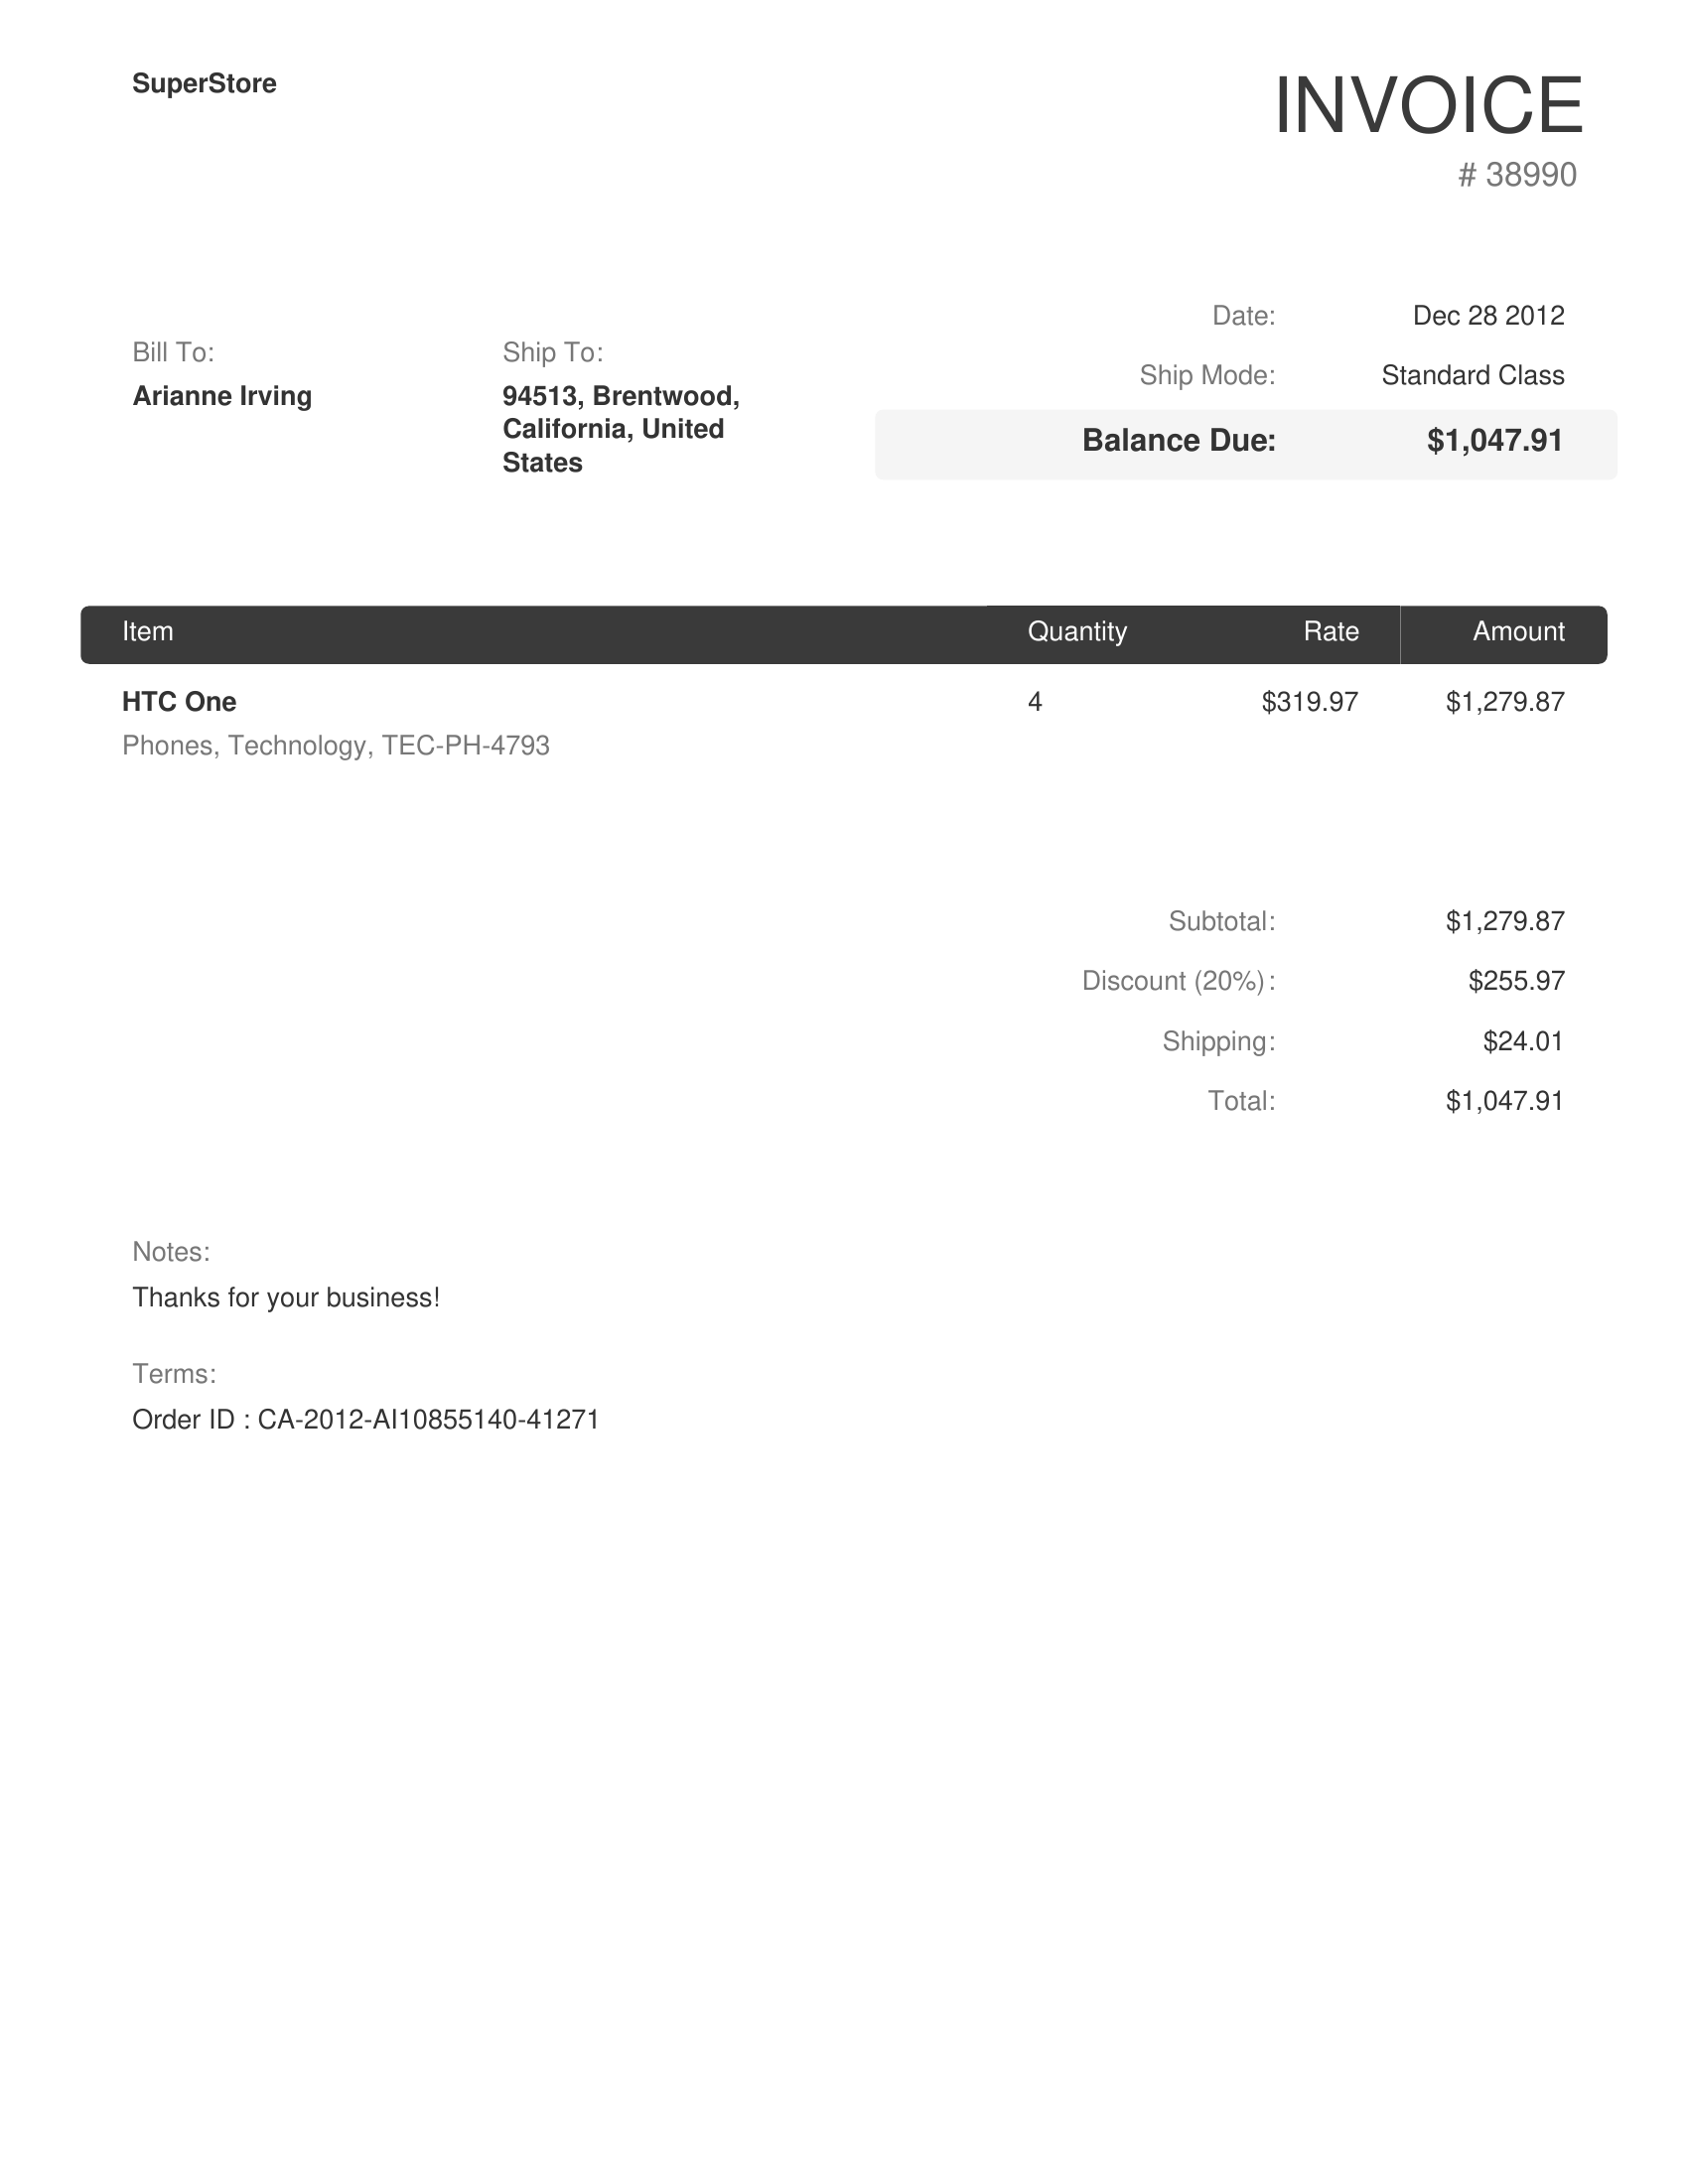 SuperStore
INVOICE
# 38990
Date: Dec 28 2012
Ship Mode: Standard Class
Balance Due: $1,047.91
Bill To:
Arianne Irving
Ship To:
94513, Brentwood,
California, United
States
Item Quantity Rate Amount
HTC One 4 $319.97 $1,279.87
Phones, Technology, TEC-PH-4793
Subtotal: $1,279.87
Discount (20%): $255.97
Shipping: $24.01
Total: $1,047.91
Notes:
Thanks for your business!
Terms:
Order ID : CA-2012-AI10855140-41271